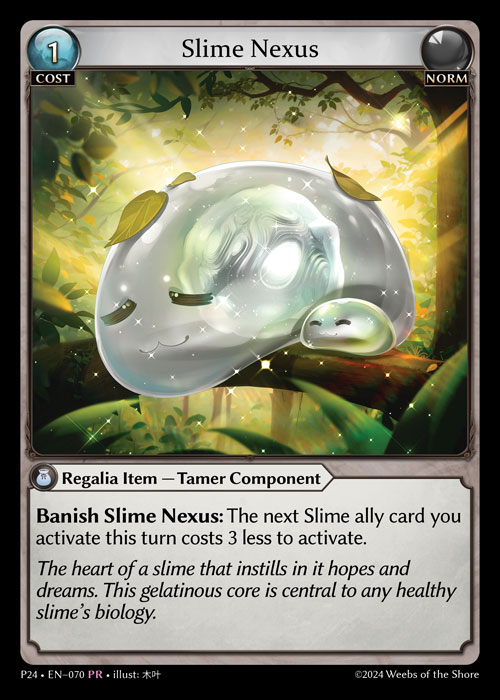 1
Slime Nexus
COST
NORM
Regalia Item — Tamer Component
Banish Slime Nexus: The next Slime ally card you
activate this turn costs 3 less to activate.
The heart of a slime that instills in it hopes and
dreams. This gelatinous core is central to any healthy
slime's biology.
P24 • EN–070 PR • illust: 木叶
©2024 Weebs of the Shore